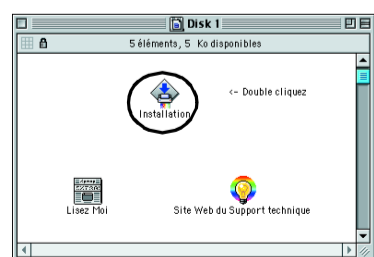 Disk 1
5 éléments, 5 Ko disponibles
<- Double cliquez
Installation
Lisez Moi
Site Web du Support technique